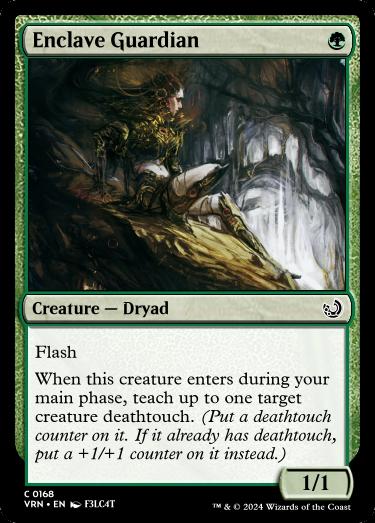 Enclave Guardian
Creature — Dryad
Flash
When this creature enters during your
main phase, teach up to one target
creature deathtouch. (Put a deathtouch
counter on it. If it already has deathtouch,
put a +1/+1 counter on it instead.)
1/1
C 0168
VRN • EN F3LC4T
™ & © 2024 Wizards of the Coast